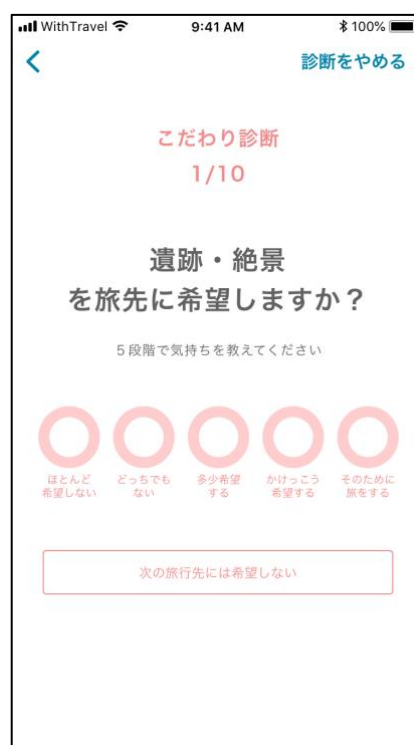 WithTravel 9:41 AM 100%
診断をやめる
こだわり診断
1/10
遺跡・絶景
を旅先に希望しますか？
5段階で気持ちを教えてください
ほとんど
希望しない
どっちでも
ない
多少希望
する
かけっこう
希望する
そのために
旅をする
次の旅行先には希望しない